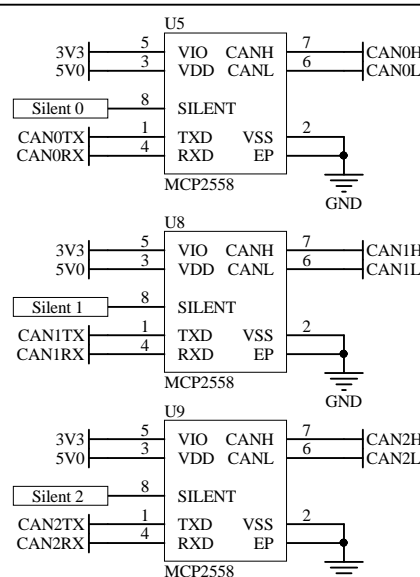 U5
3V3 5 VIO CANH 7 CAN0H
5V0 3 VDD CANL 6 CAN0L
Silent 0 8 SILENT
CAN0TX 1 TXD VSS 2
CAN0RX 4 RXD EP
MCP2558
GND
U8
3V3 5 VIO CANH 7 CAN1H
5V0 3 VDD CANL 6 CAN1L
Silent 1 8 SILENT
CAN1TX 1 TXD VSS 2
CAN1RX 4 RXD EP
MCP2558
GND
U9
3V3 5 VIO CANH 7 CAN2H
5V0 3 VDD CANL 6 CAN2L
Silent 2 8 SILENT
CAN2TX 1 TXD VSS 2
CAN2RX 4 RXD EP
MCP2558